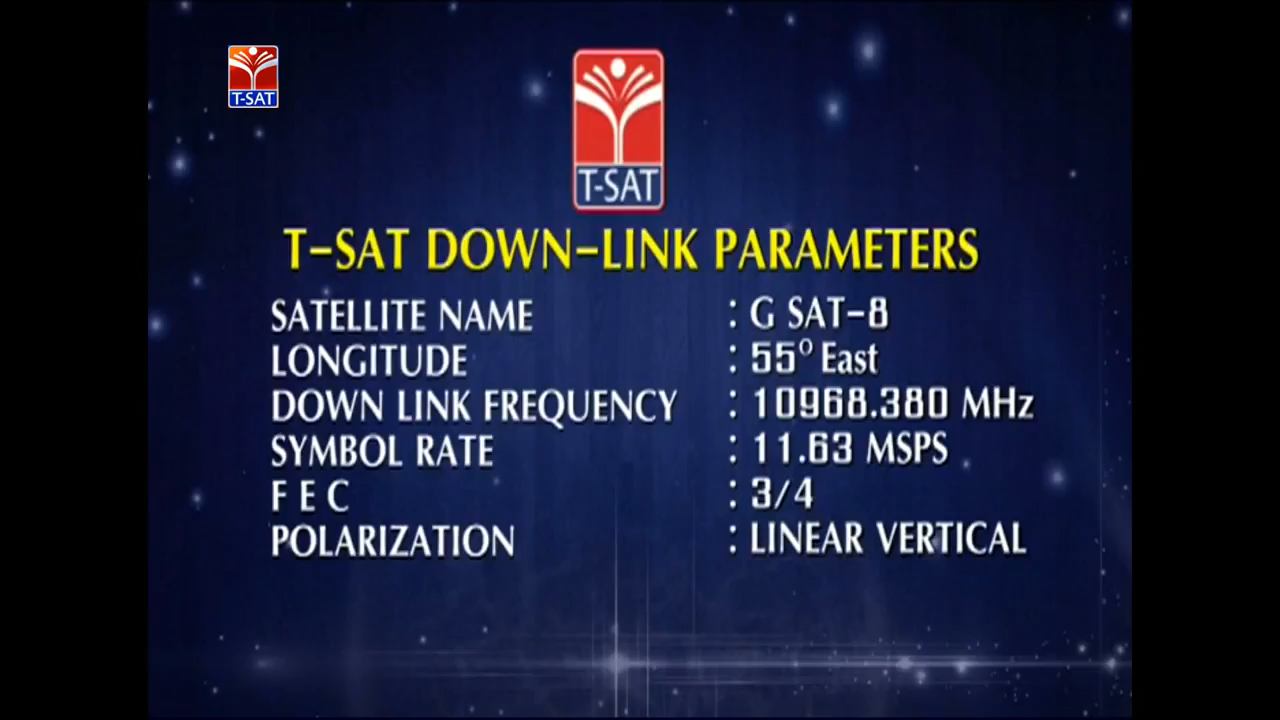 T-SAT
T-SAT
T-SAT DOWN-LINK PARAMETERS
SATELLITE NAME : G SAT-8
LONGITUDE : 55° East
DOWN LINK FREQUENCY : 10968.380 MHz
SYMBOL RATE : 11.63 MSPS
F E C : 3/4
POLARIZATION : LINEAR VERTICAL